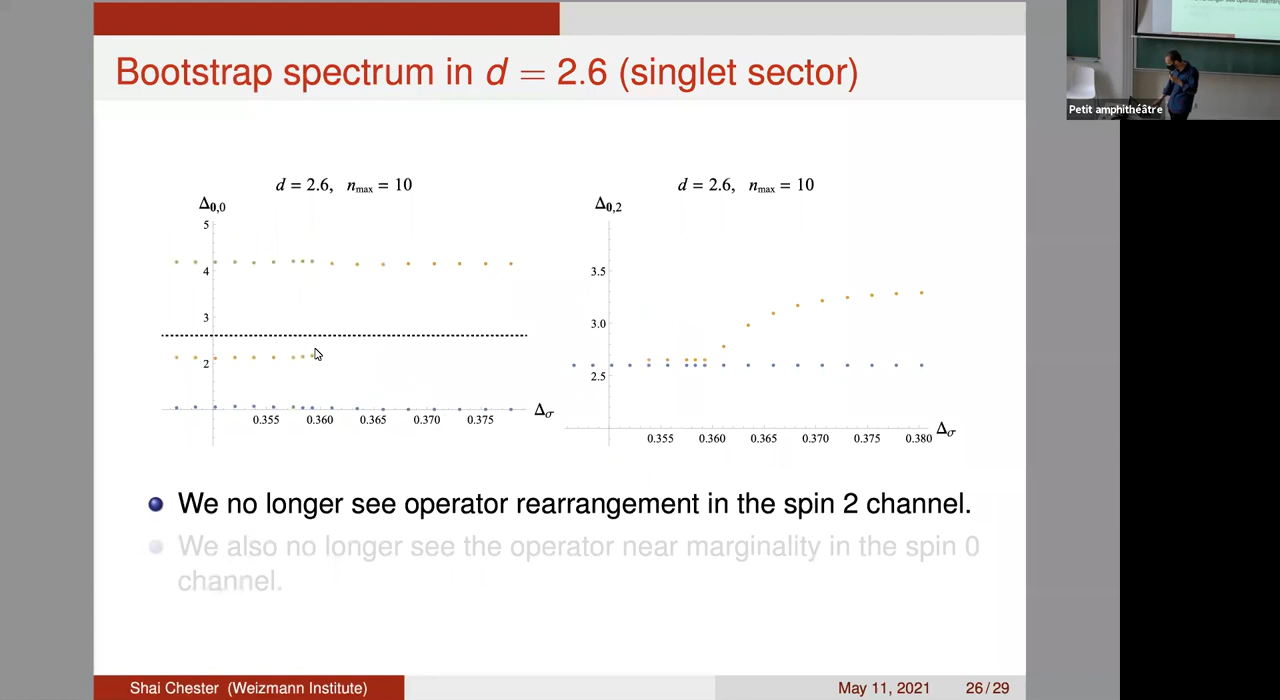 Bootstrap spectrum in d = 2.6 (singlet sector)
d = 2.6, nmax = 10
Δ0,0
5
4
3
2
0.355 0.360 0.365 0.370 0.375
Δσ
d = 2.6, nmax = 10
Δ0,2
3.5
3.0
2.5
0.355 0.360 0.365 0.370 0.375 0.380
Δσ
We no longer see operator rearrangement in the spin 2 channel.
We also no longer see the operator near marginality in the spin 0
channel.
Shai Chester (Weizmann Institute)
May 11, 2021
26/29
Petit amphithéâtre